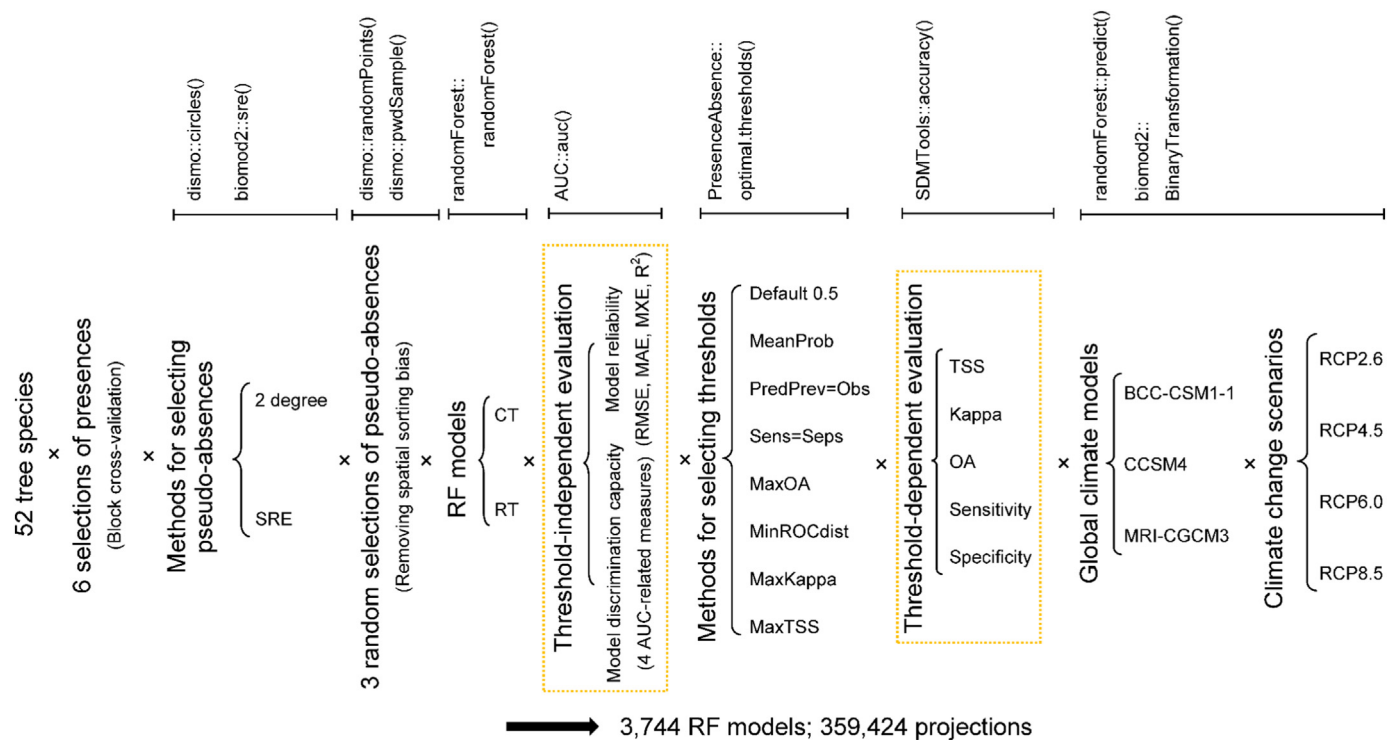 dismo::circles()
biomod2::sre()
dismo::randomPoints()
dismo::pwdSample()
randomForest::
randomForest()
AUC::auc()
PresenceAbsence::
optimal.thresholds()
SDMTools::accuracy()
randomForest::predict()
biomod2::
BinaryTransformation()
52 tree species
×
6 selections of presences
(Block cross-validation)
×
Methods for selecting
pseudo-absences
2 degree
SRE
×
3 random selections of pseudo-absences
(Removing spatial sorting bias)
×
RF models
CT
RT
×
Threshold-independent evaluation
Model discrimination capacity
(4 AUC-related measures)
Model reliability
(RMSE, MAE, MXE, R²)
×
Methods for selecting thresholds
Default 0.5
MeanProb
PredPrev=Obs
Sens=Seps
MaxOA
MinROCdist
MaxKappa
MaxTSS
×
Threshold-dependent evaluation
TSS
Kappa
OA
Sensitivity
Specificity
×
Global climate models
BCC-CSM1-1
CCSM4
MRI-CGCM3
×
Climate change scenarios
RCP2.6
RCP4.5
RCP6.0
RCP8.5
3,744 RF models; 359,424 projections